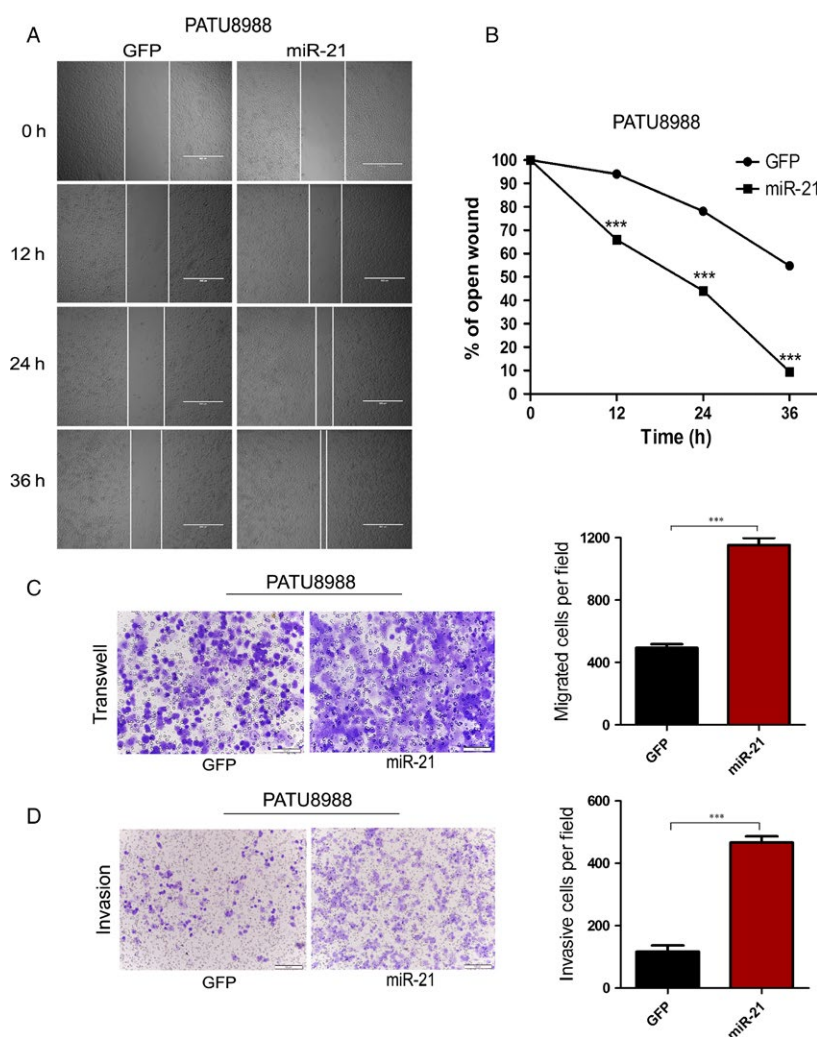 A
PATU8988
GFP miR-21
0 h
12 h
24 h
36 h
B
PATU8988
GFP
miR-21
% of open wound
100
90
80
70
60
50
40
30
20
10
0
***
***
***
0 12 24 36
Time (h)
C
PATU8988
Transwell
GFP miR-21
Migrated cells per field
1200
800
400
0
***
GFP miR-21
D
PATU8988
Invasion
GFP miR-21
Invasive cells per field
600
400
200
0
***
GFP miR-21